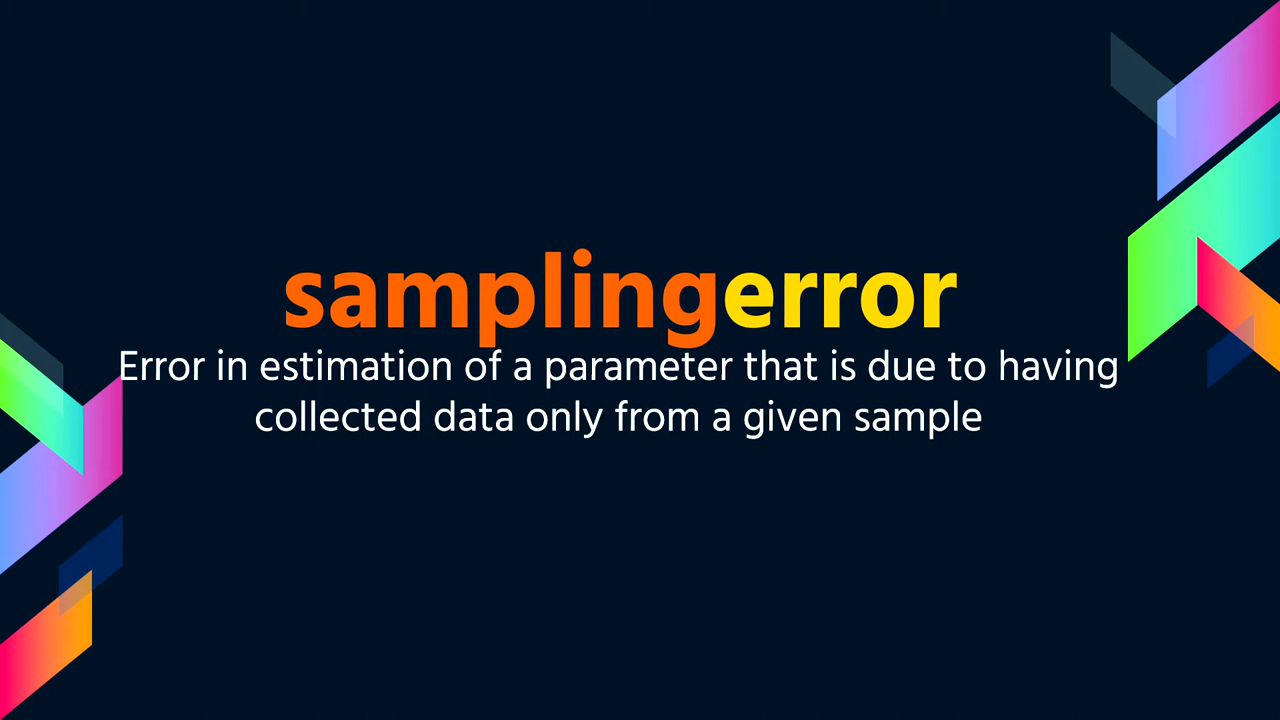 samplingerror
Error in estimation of a parameter that is due to having
collected data only from a given sample